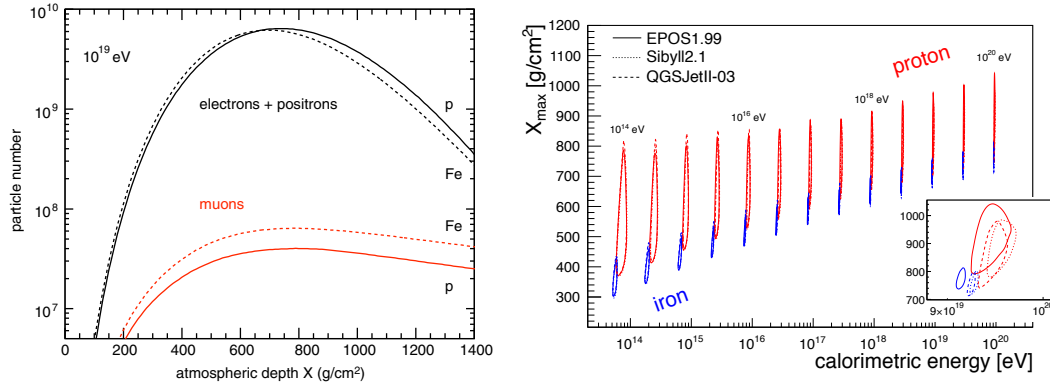 10^10
10^9
10^8
10^7
particle number
10^19 eV
electrons + positrons
p
Fe
muons
Fe
p
0 200 400 600 800 1000 1200 1400
atmospheric depth X (g/cm²)
1200
1100
1000
900
800
700
600
500
400
300
X_max [g/cm²]
EPOS1.99
Sibyll2.1
QGSJetII-03
proton
10^20 eV
10^18 eV
10^16 eV
10^14 eV
iron
1000
900
800
700
9×10^19 10^20
10^14 10^15 10^16 10^17 10^18 10^19 10^20
calorimetric energy [eV]